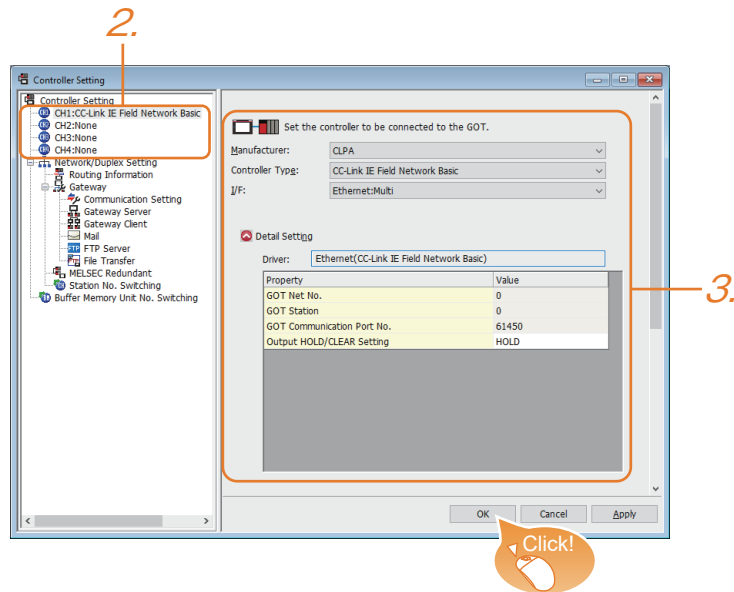 2.
Controller Setting
Controller Setting
CH1:CC-Link IE Field Network Basic
CH2:None
CH3:None
CH4:None
Network/Duplex Setting
Routing Information
Gateway
Communication Setting
Gateway Server
Gateway Client
Mail
FTP Server
File Transfer
MELSEC Redundant
Station No. Switching
Buffer Memory Unit No. Switching
Set the controller to be connected to the GOT.
Manufacturer: CLPA
Controller Type: CC-Link IE Field Network Basic
I/F: Ethernet:Multi
Detail Setting
Driver: Ethernet(CC-Link IE Field Network Basic)
Property Value
GOT Net No. 0
GOT Station 0
GOT Communication Port No. 61450
Output HOLD/CLEAR Setting HOLD
3.
OK Cancel Apply
Click!